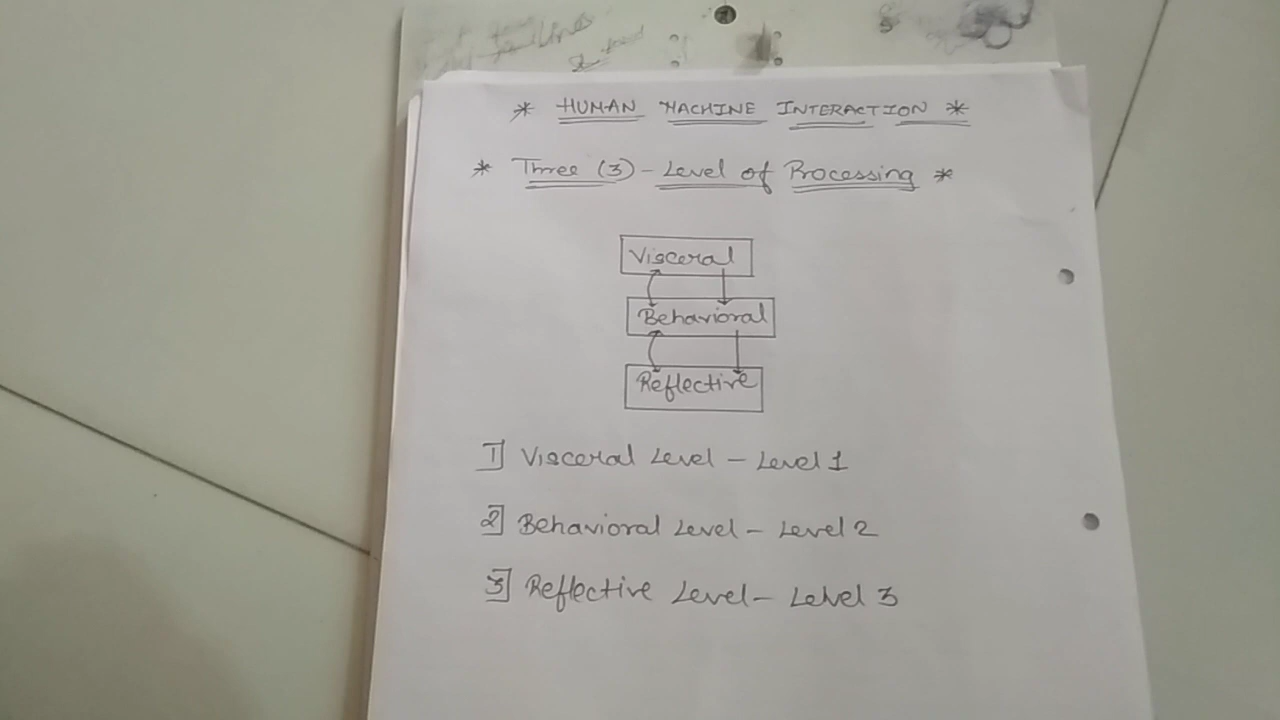 * HUMAN MACHINE INTERACTION *
* Three (3) - Level of Processing *
Visceral
Behavioral
Reflective
1] Visceral Level - Level 1
2] Behavioral Level - Level 2
3] Reflective Level - Level 3